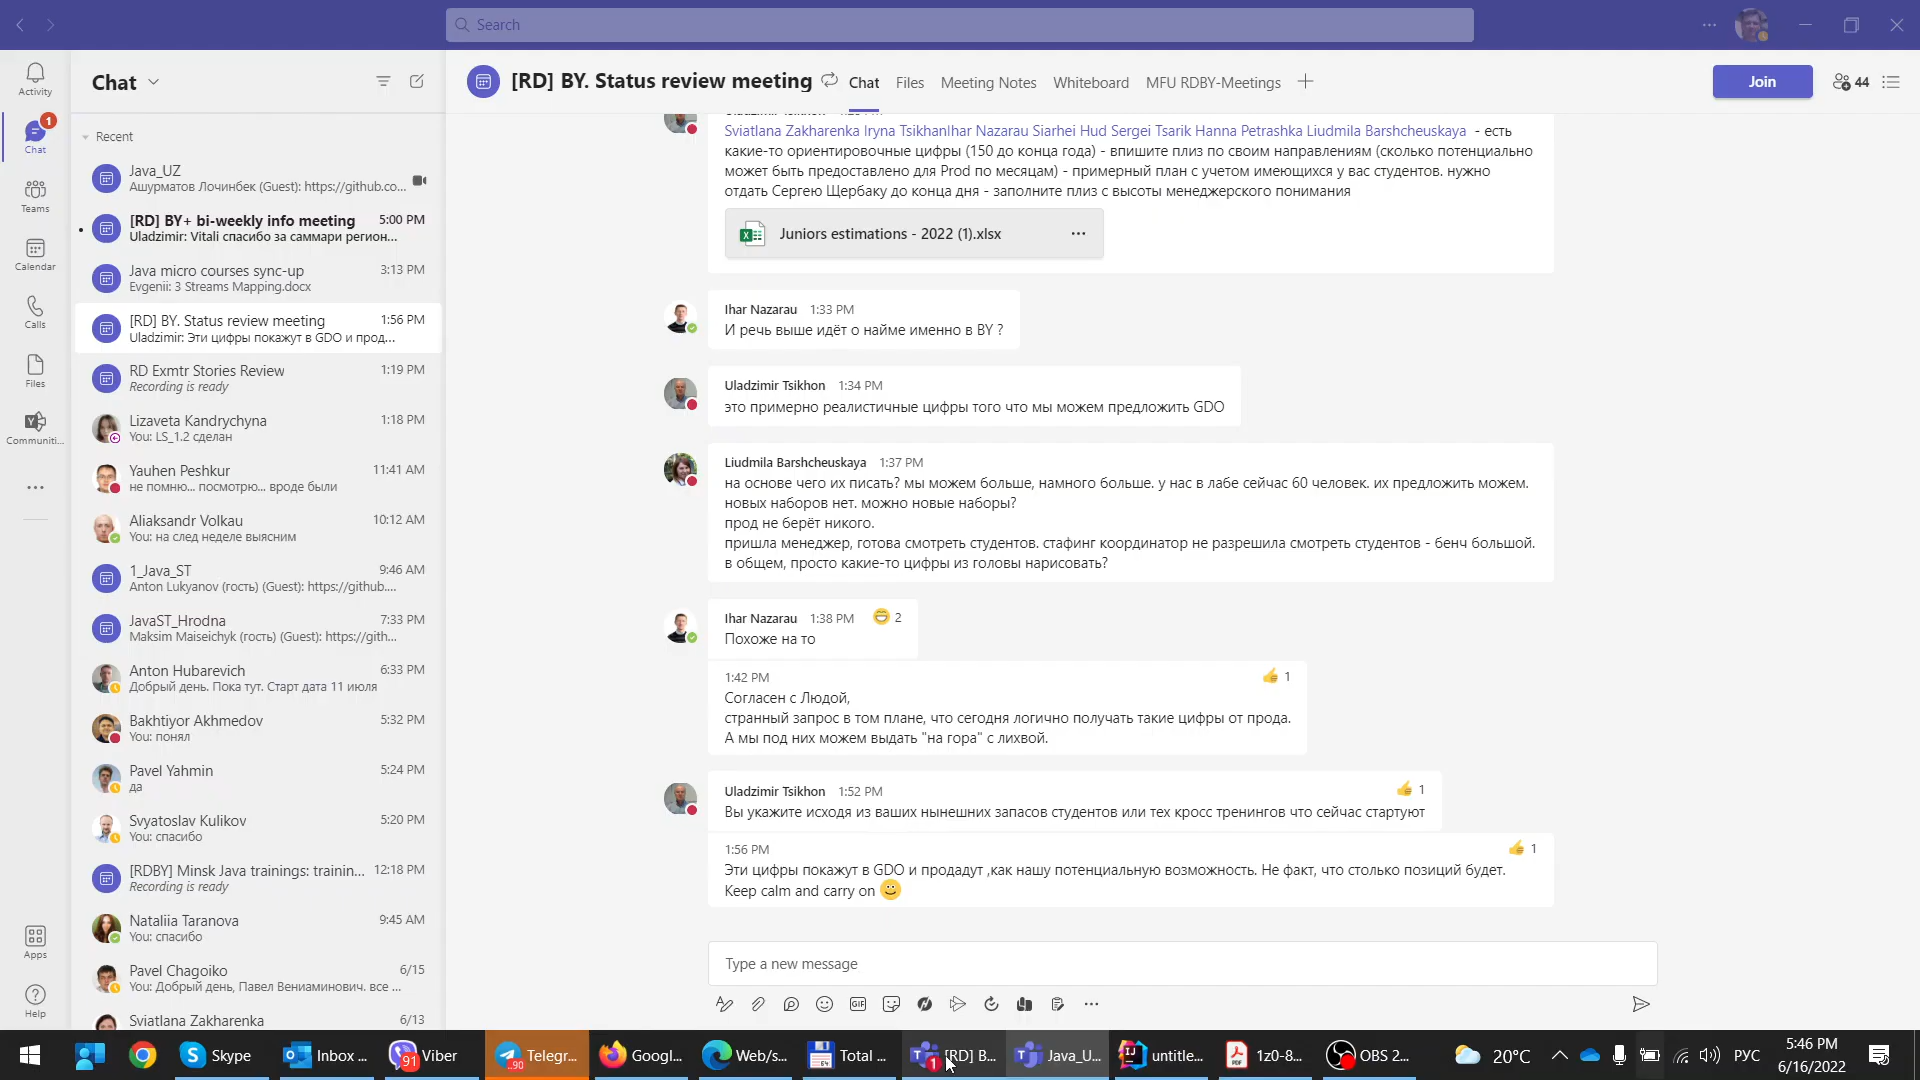 Search
Activity
1
Chat
Teams
Calendar
Calls
Files
Communiti...
Apps
Help
Chat
Recent
Java_UZ
Ашурматов Лочинбек (Guest): https://github.co...
[RD] BY+ bi-weekly info meeting 5:00 PM
Uladzimir: Vitali спасибо за саммари регион...
Java micro courses sync-up 3:13 PM
Evgenii: 3 Streams Mapping.docx
[RD] BY. Status review meeting 1:56 PM
Uladzimir: Эти цифры покажут в GDO и прод...
RD Exmtr Stories Review 1:19 PM
Recording is ready
Lizaveta Kandrychyna 1:18 PM
You: LS_1.2 сделан
Yauhen Peshkur 11:41 AM
не помню... посмотрю... вроде были
Aliaksandr Volkau 10:12 AM
You: на след неделе выясним
1_Java_ST 9:46 AM
Anton Lukyanov (гость) (Guest): https://github....
JavaST_Hrodna 7:33 PM
Maksim Maiseichyk (гость) (Guest): https://gith...
Anton Hubarevich 6:33 PM
Добрый день. Пока тут. Старт дата 11 июля
Bakhtiyor Akhmedov 5:32 PM
You: понял
Pavel Yahmin 5:24 PM
да
Svyatoslav Kulikov 5:20 PM
You: спасибо
[RDBY] Minsk Java trainings: trainin... 12:18 PM
Recording is ready
Nataliia Taranova 9:45 AM
You: спасибо
Pavel Chagoiko 6/15
You: Добрый день, Павел Вениаминович. все ...
Sviatlana Zakharenka 6/13
[RD] BY. Status review meeting Chat Files Meeting Notes Whiteboard MFU RDBY-Meetings Join 44
Sviatlana Zakharenka Iryna TsikhanIhar Nazarau Siarhei Hud Sergei Tsarik Hanna Petrashka Liudmila Barshcheuskaya - есть
какие-то ориентировочные цифры (150 до конца года) - впишите плиз по своим направлениям (сколько потенциально
может быть предоставлено для Prod по месяцам) - примерный план с учетом имеющихся у вас студентов. нужно
отдать Сергею Щербаку до конца дня - заполните плиз с высоты менеджерского понимания
Juniors estimations - 2022 (1).xlsx
Ihar Nazarau 1:33 PM
И речь выше идёт о найме именно в BY ?
Uladzimir Tsikhon 1:34 PM
это примерно реалистичные цифры того что мы можем предложить GDO
Liudmila Barshcheuskaya 1:37 PM
на основе чего их писать? мы можем больше, намного больше. у нас в лабе сейчас 60 человек. их предложить можем.
новых наборов нет. можно новые наборы?
прод не берёт никого.
пришла менеджер, готова смотреть студентов. стафинг координатор не разрешила смотреть студентов - бенч большой.
в общем, просто какие-то цифры из головы нарисовать?
Ihar Nazarau 1:38 PM 2
Похоже на то
1:42 PM 1
Согласен с Людой,
странный запрос в том плане, что сегодня логично получать такие цифры от прода.
А мы под них можем выдать "на гора" с лихвой.
Uladzimir Tsikhon 1:52 PM 1
Вы укажите исходя из ваших нынешних запасов студентов или тех кросс тренингов что сейчас стартуют
1:56 PM 1
Эти цифры покажут в GDO и продадут ,как нашу потенциальную возможность. Не факт, что столько позиций будет.
Keep calm and carry on
Type a new message
GIF
Skype
Inbox ...
91 Viber
90 Telegr...
Googl...
Web/s...
64 Total ...
1 [RD] B...
Java_U...
untitle...
1z0-8...
OBS 2...
20°C
РУС
5:46 PM
6/16/2022